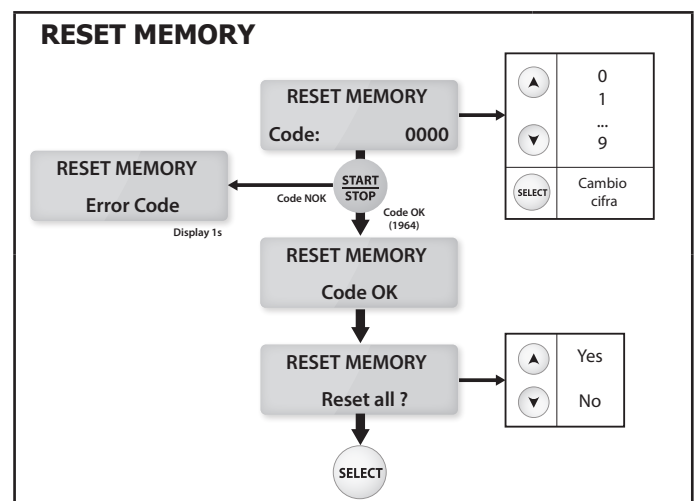 RESET MEMORY
RESET MEMORY
Code: 0000
0
1
...
9
SELECT
Cambio
cifra
START
STOP
Code NOK
RESET MEMORY
Error Code
Display 1s
Code OK
(1964)
RESET MEMORY
Code OK
RESET MEMORY
Reset all ?
Yes
No
SELECT